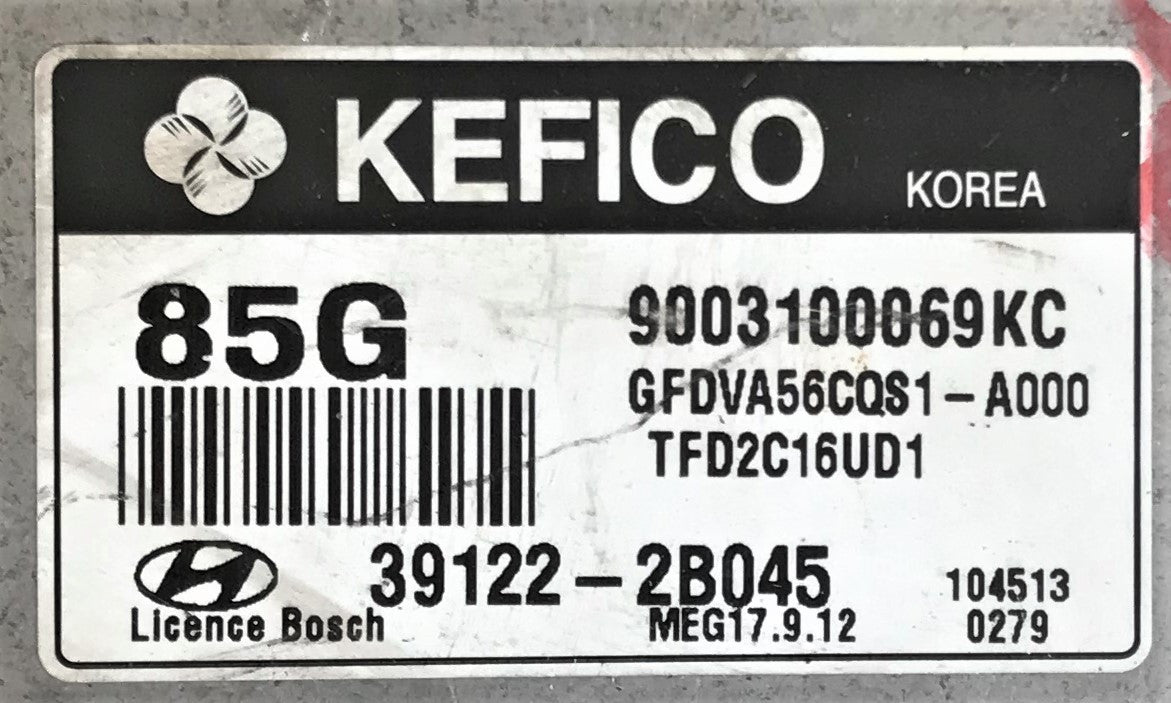 KEFICO KOREA
85G
9003100069KC
GFDVA56CQS1-A000
TFD2C16UD1
39122-2B045
104513
Licence Bosch
MEG17.9.12
0279